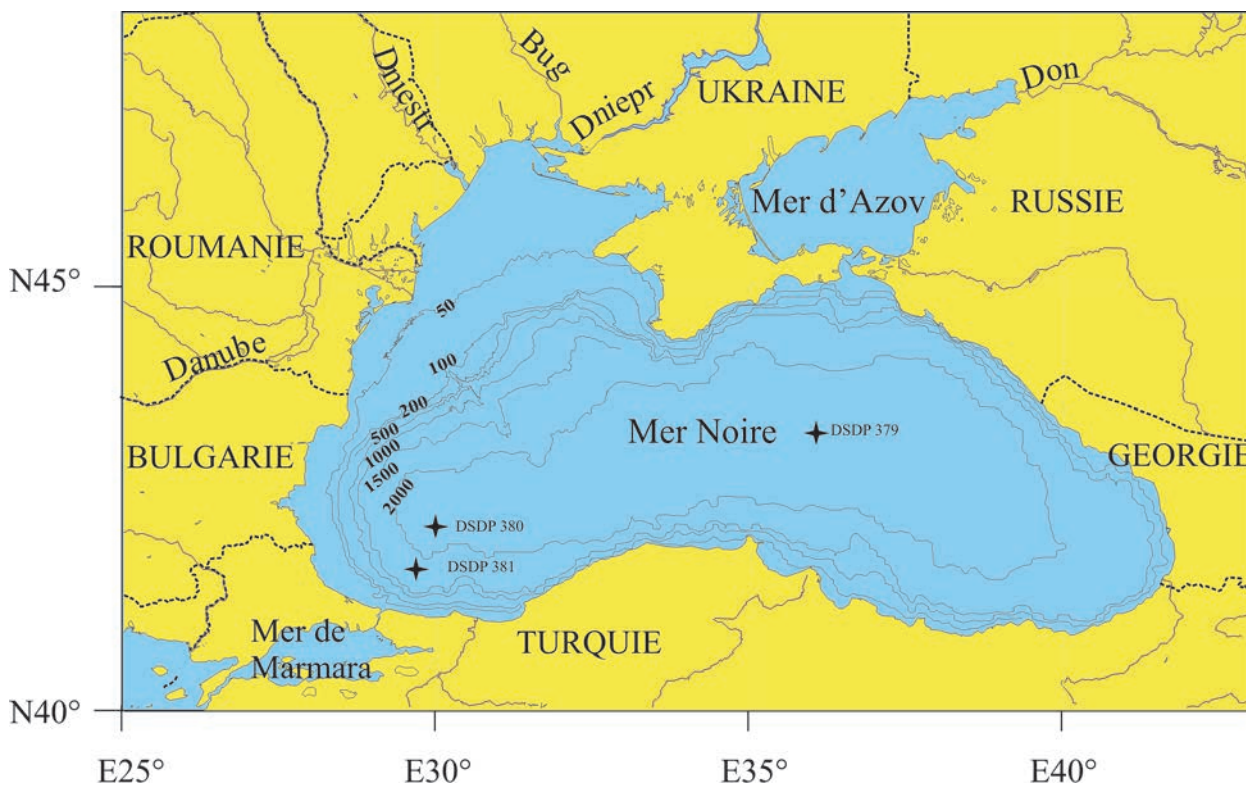 Dniestr
Bug
Dniepr
UKRAINE
Don
Mer d'Azov
RUSSIE
ROUMANIE
N45°
50
Danube
100
200
500
1000
1500
2000
Mer Noire
DSDP 379
BULGARIE
GEORGIE
DSDP 380
DSDP 381
Mer de
Marmara
TURQUIE
N40°
E25°
E30°
E35°
E40°